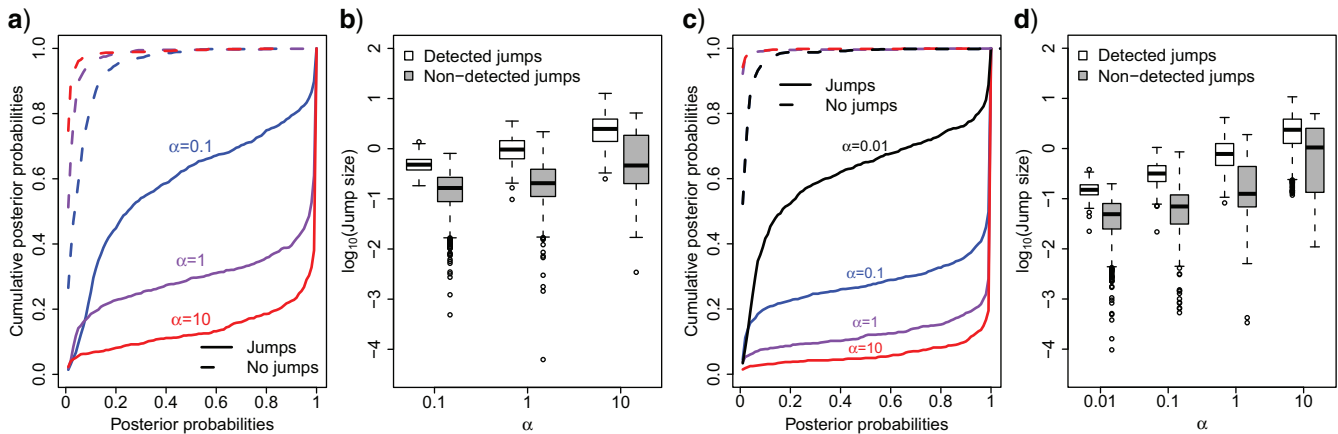 a)
Cumulative posterior probabilities
1.0
0.8
0.6
0.4
0.2
0.0
α=0.1
α=1
α=10
Jumps
No jumps
0
0.2
0.4
0.6
0.8
1
Posterior probabilities
b)
log10(Jump size)
2
1
0
−1
−2
−3
−4
Detected jumps
Non−detected jumps
0.1
1
10
α
c)
Cumulative posterior probabilities
1.0
0.8
0.6
0.4
0.2
0.0
Jumps
No jumps
α=0.01
α=0.1
α=1
α=10
0
0.2
0.4
0.6
0.8
1
Posterior probabilities
d)
log10(Jump size)
2
1
0
−1
−2
−3
−4
Detected jumps
Non−detected jumps
0.01
0.1
1
10
α